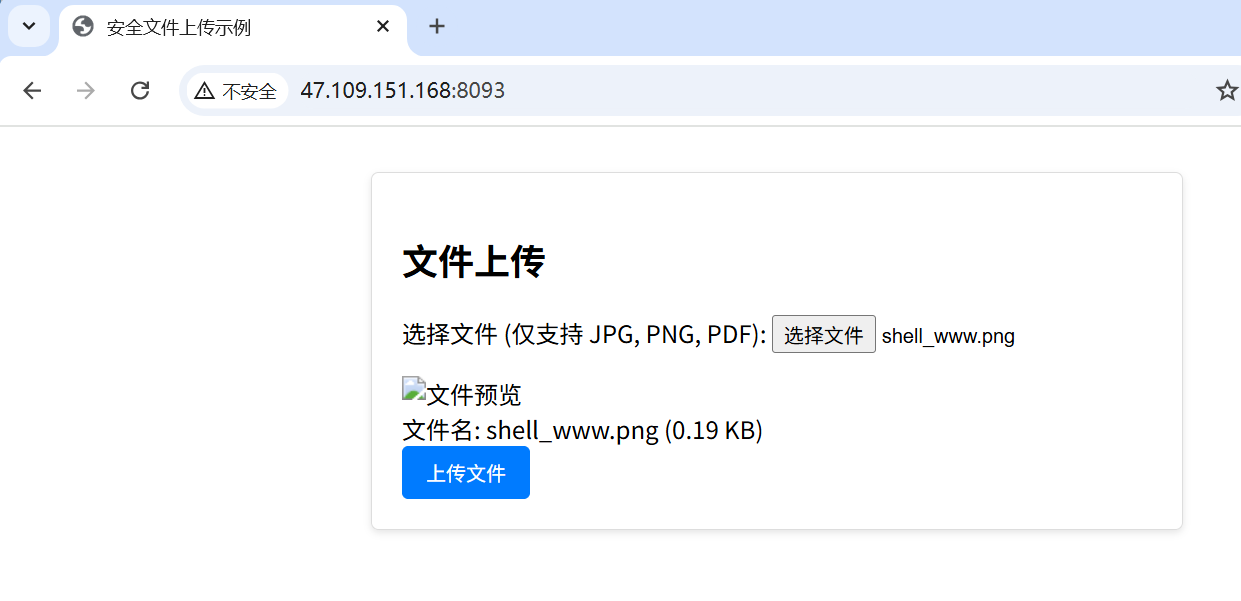 安全文件上传示例
不安全 47.109.151.168:8093
文件上传
选择文件 (仅支持 JPG, PNG, PDF): 选择文件 shell_www.png
文件预览
文件名: shell_www.png (0.19 KB)
上传文件